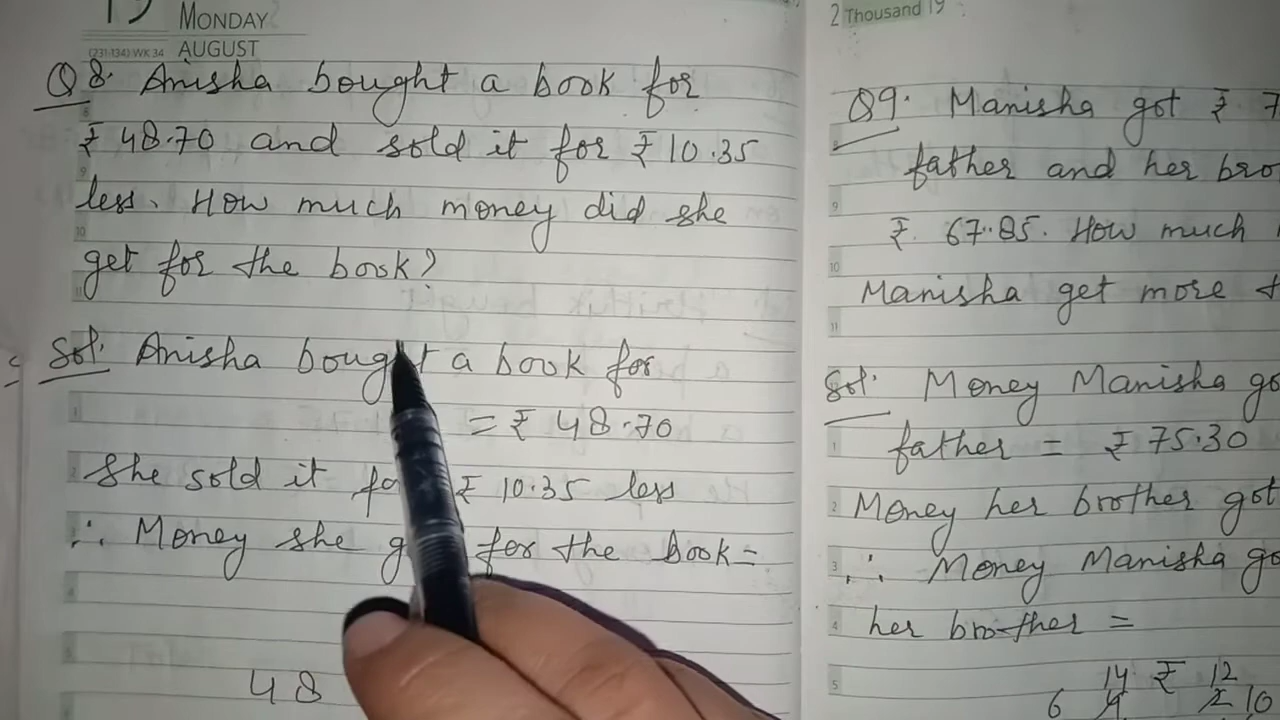 MONDAY
(231-134) WK 34 AUGUST
Q8. Anisha bought a book for
₹ 48.70 and sold it for ₹ 10.35
less. How much money did she
get for the book?
Sol. Anisha bought a book for
= ₹ 48.70
She sold it ₹ 10.35 less
∴ Money she for the book=
48
2 Thousand 19
Q9. Manisha got ₹ 7
father and her bro
₹. 67.85. How much
Manisha get more
Sol. Money Manisha go
father = ₹ 75.30
Money her brother got
∴ Money Manisha go
her brother =
14 ₹ 12
6 4 2 10